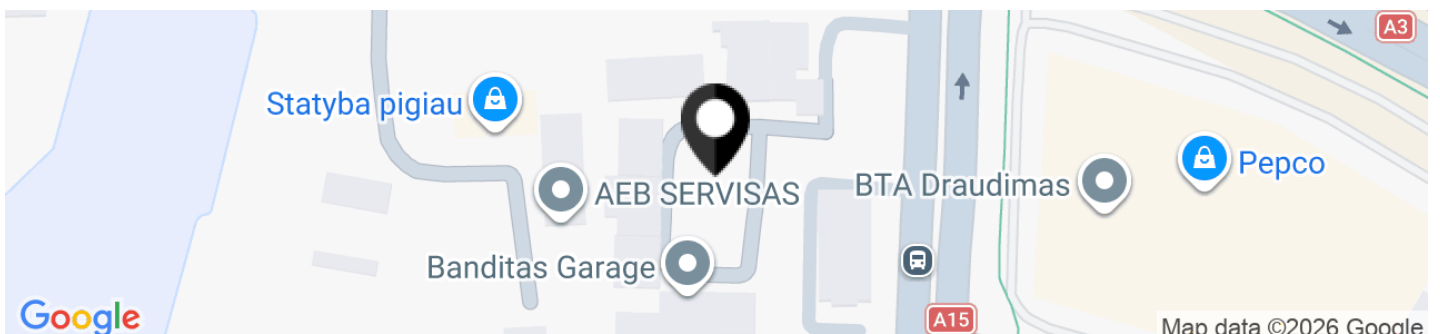 A3
Statyba pigiau
Pepco
AEB SERVISAS
BTA Draudimas
Banditas Garage
A15
Google
Map data ©2026 Google